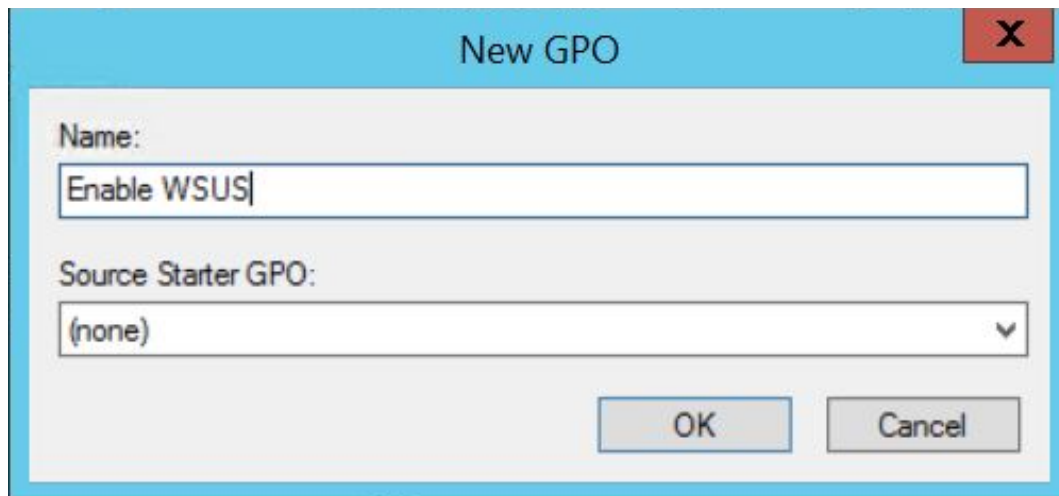 New GPO
X
Name:
Enable WSUS
Source Starter GPO:
(none)
OK Cancel